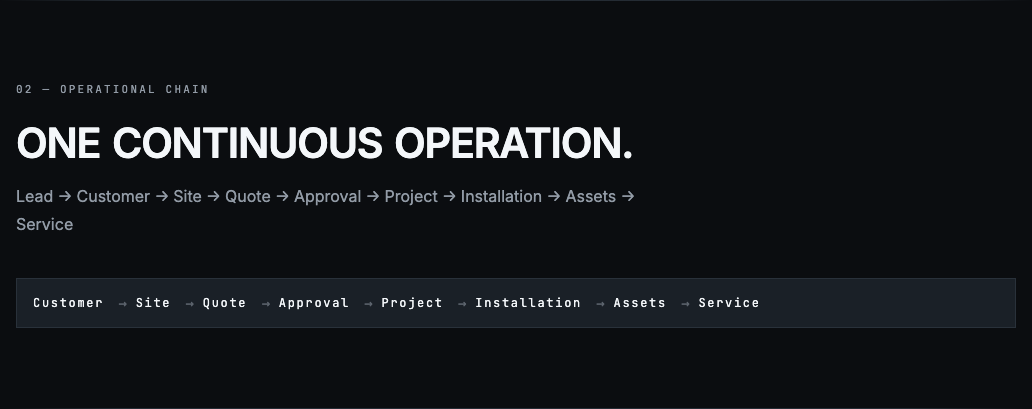 02 — OPERATIONAL CHAIN
ONE CONTINUOUS OPERATION.
Lead → Customer → Site → Quote → Approval → Project → Installation → Assets →
Service
Customer → Site → Quote → Approval → Project → Installation → Assets → Service